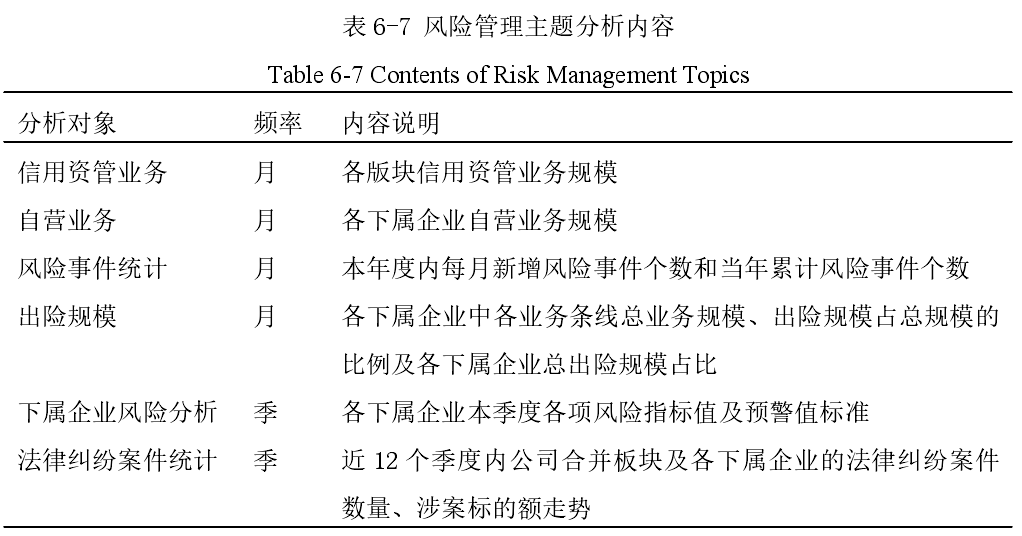 表 6-7 风险管理主题分析内容
Table 6-7 Contents of Risk Management Topics
分析对象 频率 内容说明
信用资管业务 月 各版块信用资管业务规模
自营业务 月 各下属企业自营业务规模
风险事件统计 月 本年度内每月新增风险事件个数和当年累计风险事件个数
出险规模 月 各下属企业中各业务条线总业务规模、出险规模占总规模的
比例及各下属企业总出险规模占比
下属企业风险分析 季 各下属企业本季度各项风险指标值及预警值标准
法律纠纷案件统计 季 近 12 个季度内公司合并板块及各下属企业的法律纠纷案件
数量、涉案标的额走势